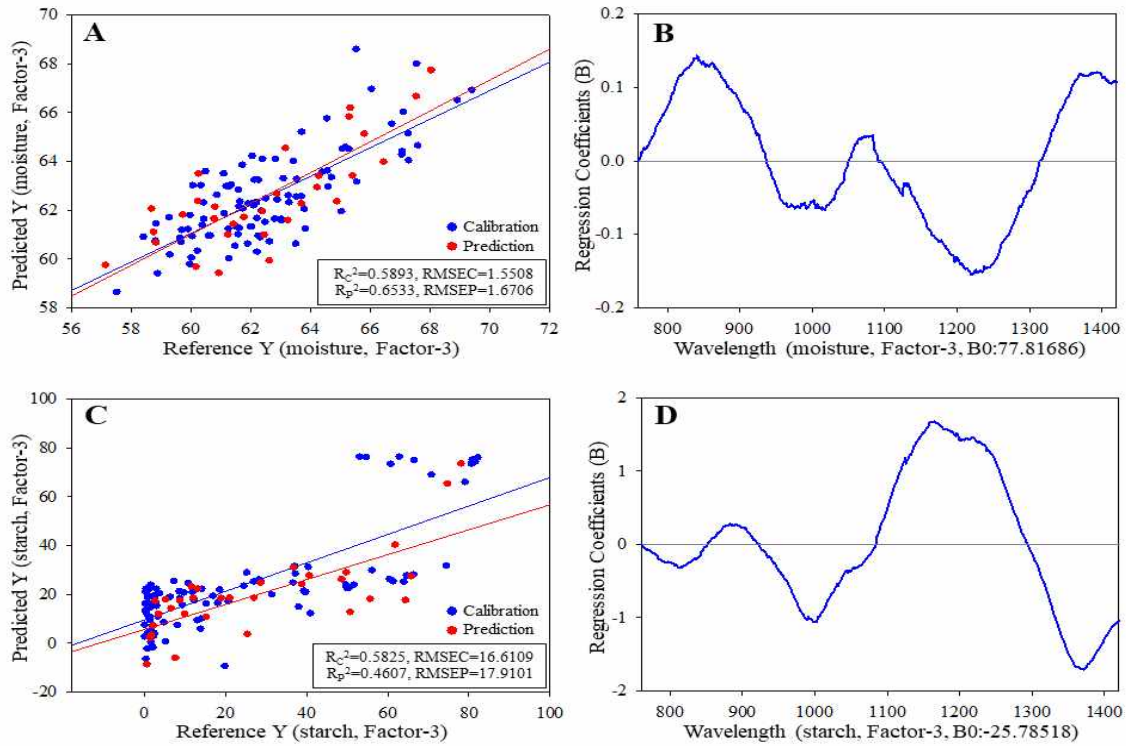 A
Predicted Y (moisture, Factor-3)
70
68
66
64
62
60
58
Calibration
Prediction
R_C²=0.5893, RMSEC=1.5508
R_P²=0.6533, RMSEP=1.6706
56 58 60 62 64 66 68 70 72
Reference Y (moisture, Factor-3)
B
Regression Coefficients (B)
0.2
0.1
0.0
-0.1
-0.2
800 900 1000 1100 1200 1300 1400
Wavelength (moisture, Factor-3, B0:77.81686)
C
Predicted Y (starch, Factor-3)
100
80
60
40
20
0
-20
Calibration
Prediction
R_C²=0.5825, RMSEC=16.6109
R_P²=0.4607, RMSEP=17.9101
0 20 40 60 80 100
Reference Y (starch, Factor-3)
D
Regression Coefficients (B)
2
1
0
-1
-2
800 900 1000 1100 1200 1300 1400
Wavelength (starch, Factor-3, B0:-25.78518)